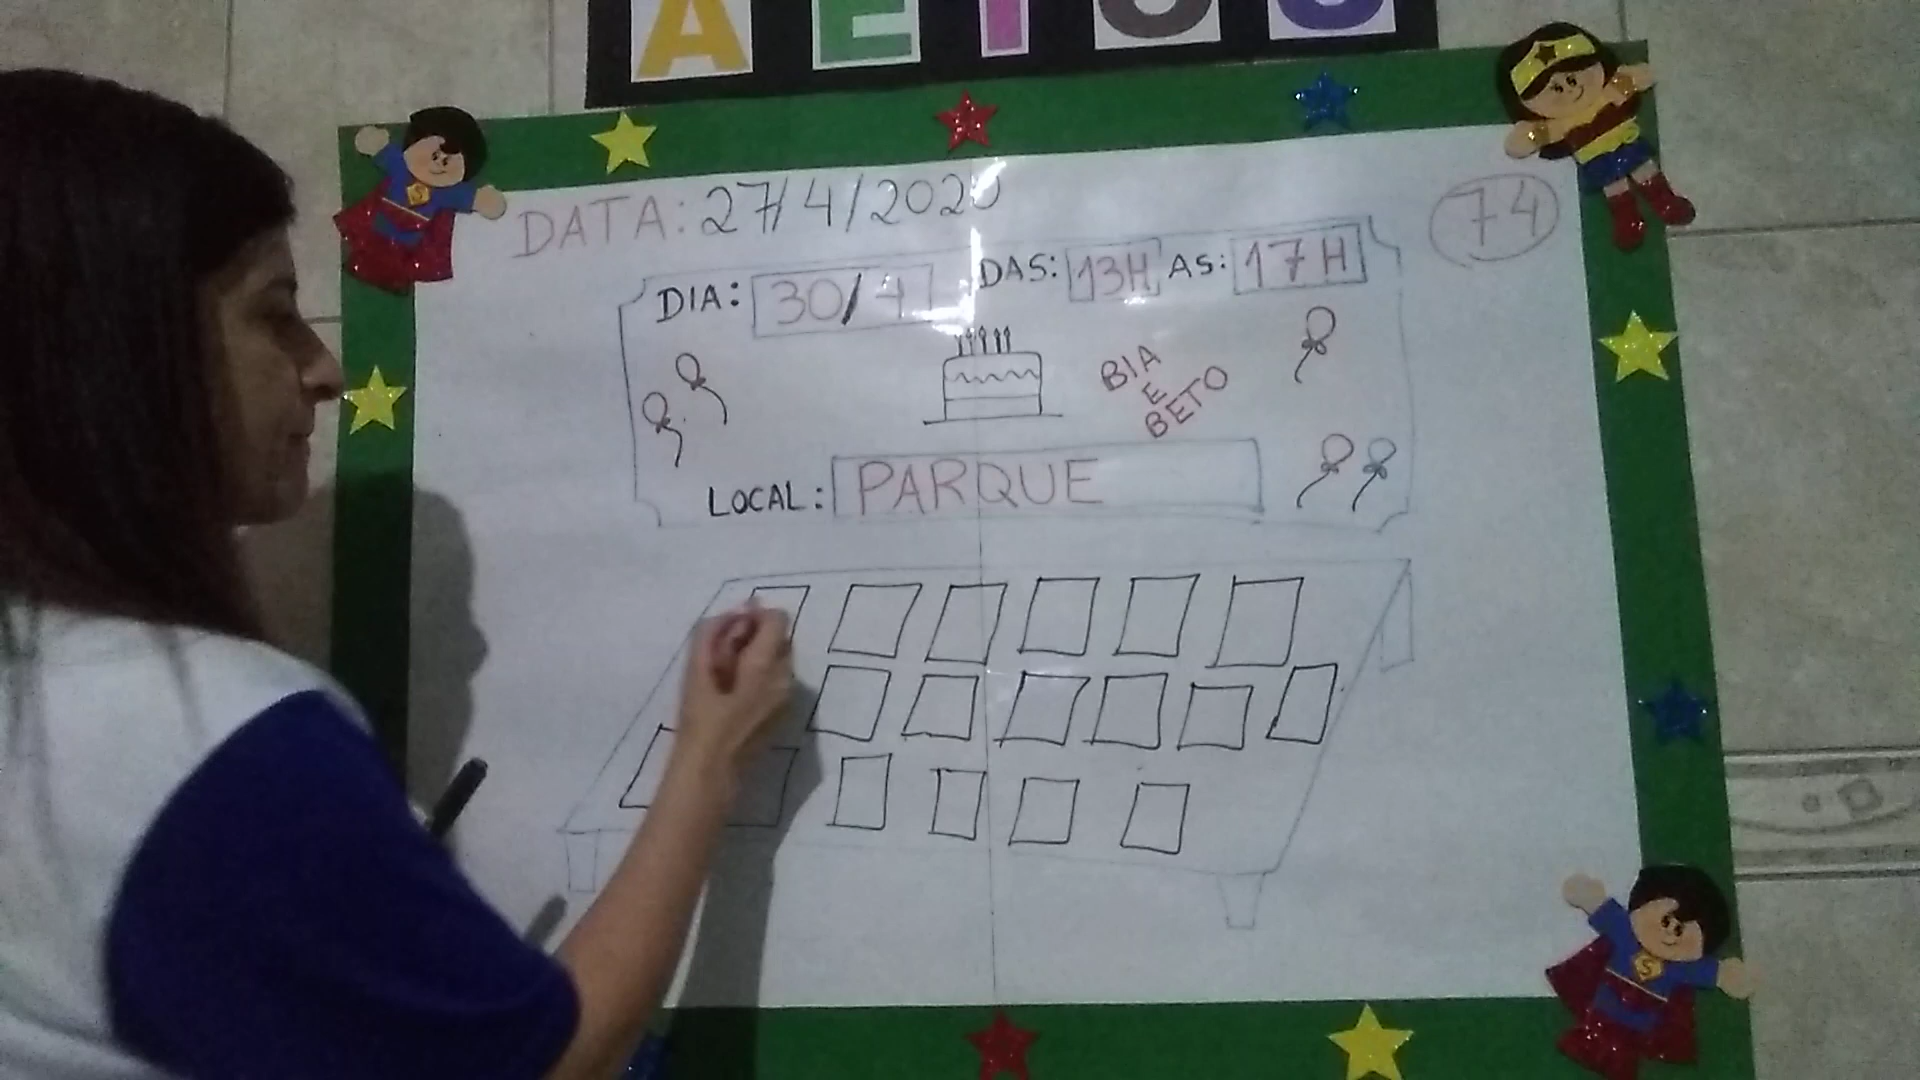 A E I O U
DATA: 27/4/2020
74
DIA: 30/4 DAS: 13H AS: 17H
BIA
E
BETO
LOCAL: PARQUE